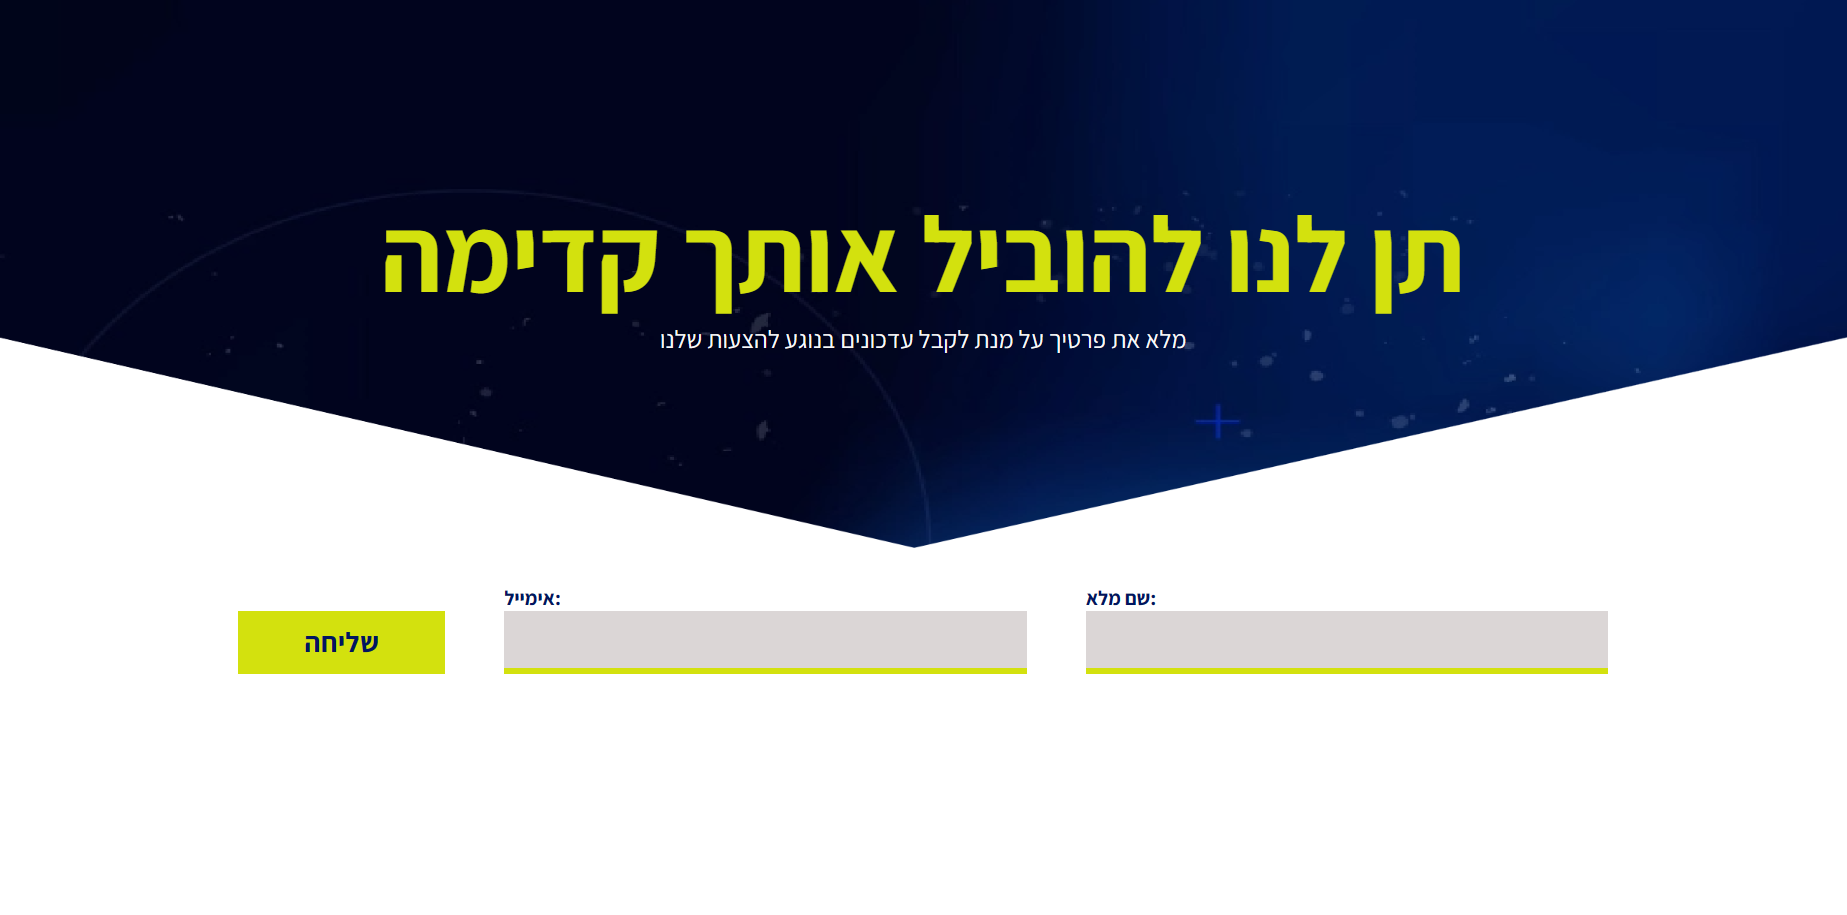 תן לנו להוביל אותך קדימה
מלא את פרטיך על מנת לקבל עדכונים בנוגע להצעות שלנו
שם מלא:
אימייל:
שליחה